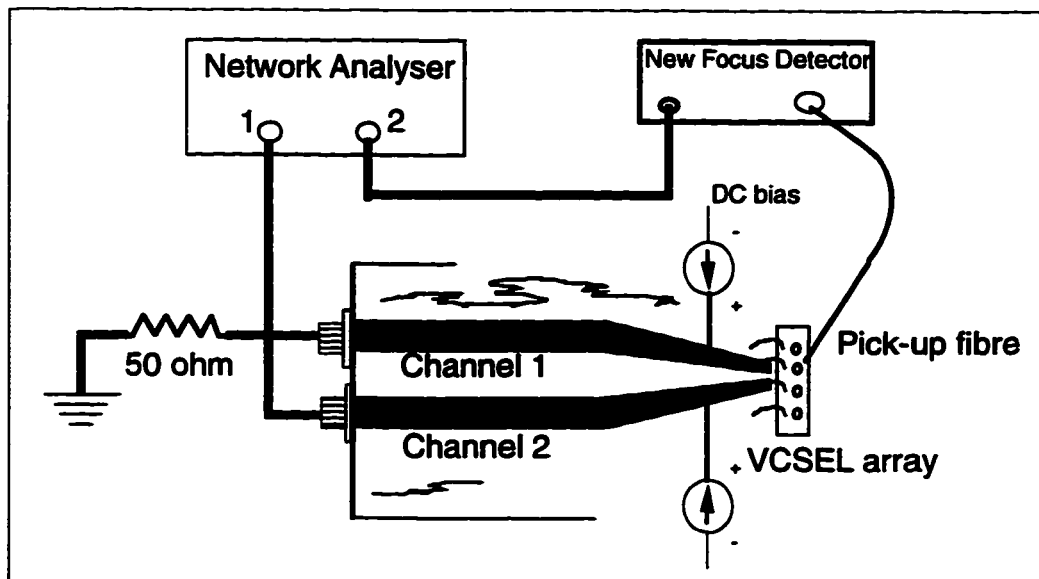 Network Analyser
1 2
New Focus Detector
DC bias
-
+
50 ohm
Channel 1
Pick-up fibre
Channel 2
+
VCSEL array
-